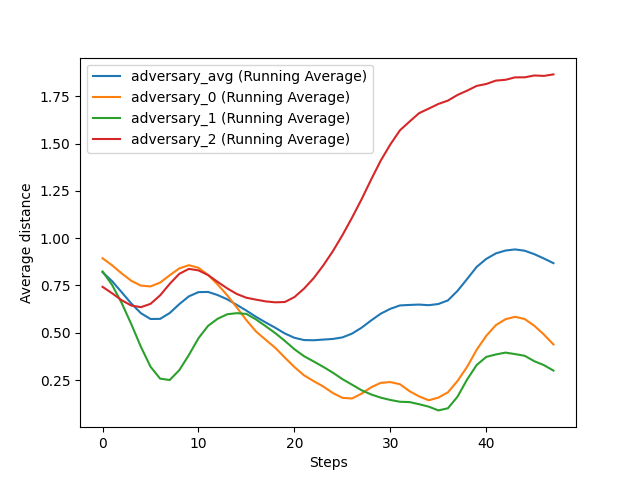 adversary_avg (Running Average)
adversary_0 (Running Average)
adversary_1 (Running Average)
adversary_2 (Running Average)
1.75
1.50
1.25
1.00
0.75
0.50
0.25
Average distance
0 10 20 30 40
Steps